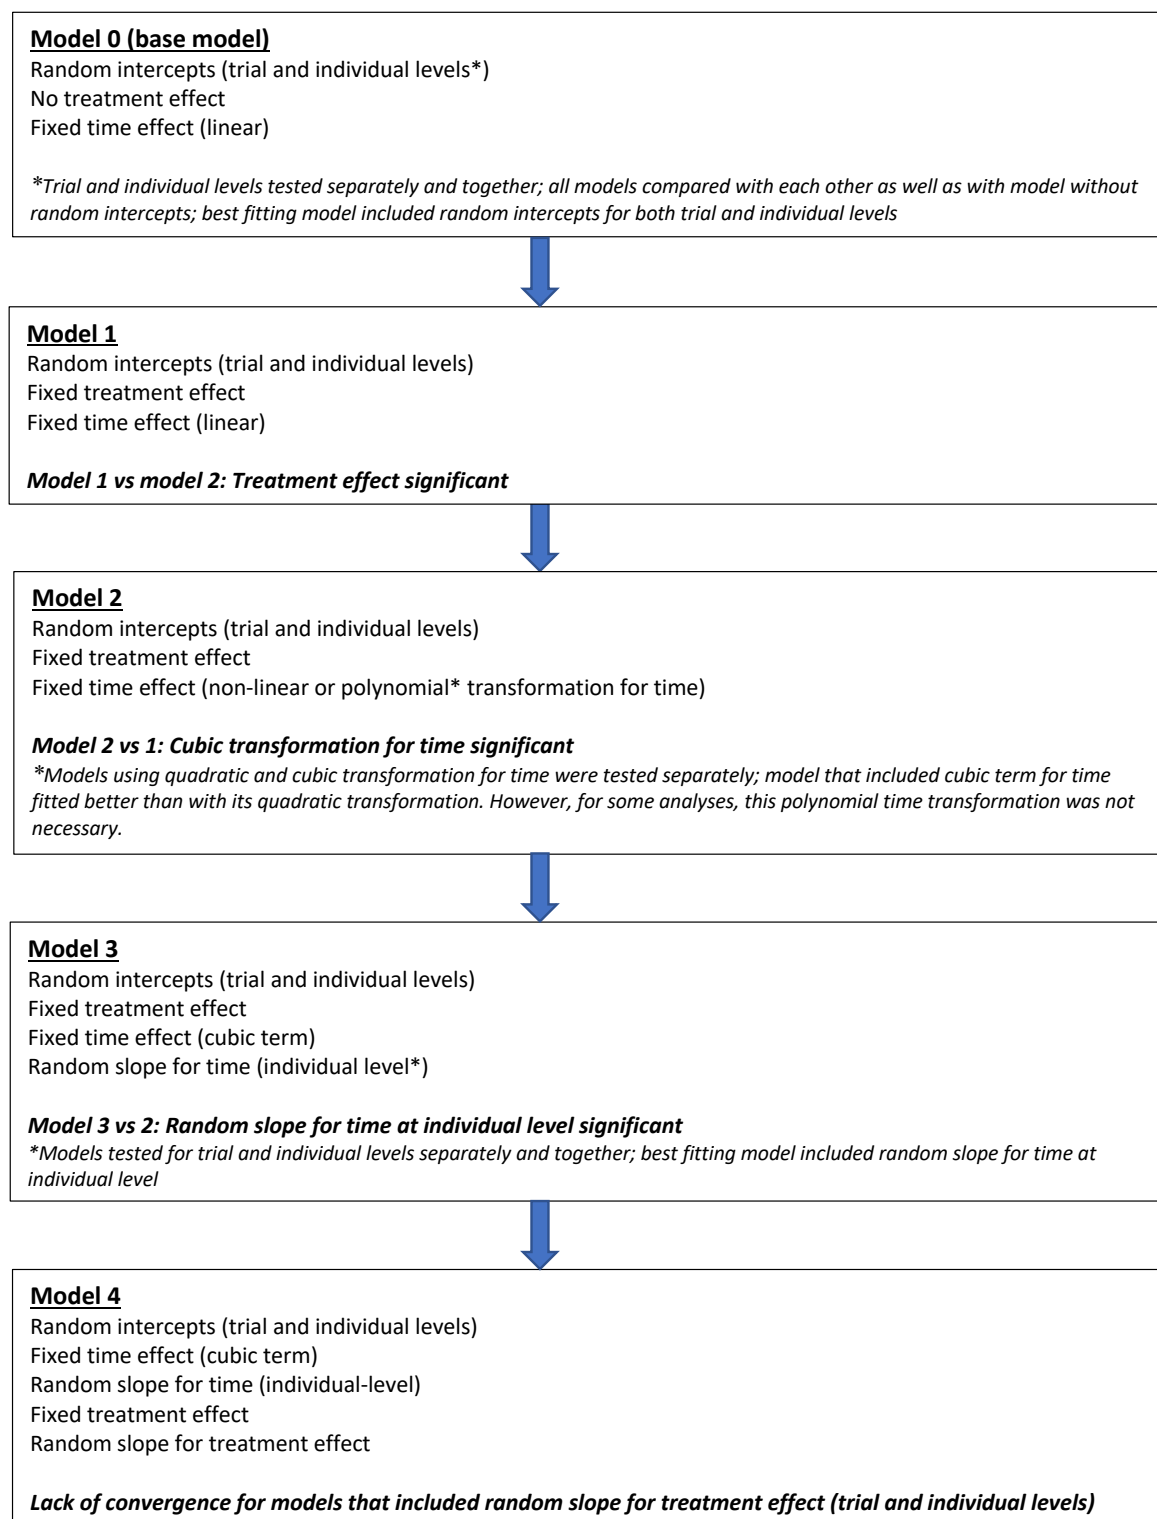 Model 0 (base model)
Random intercepts (trial and individual levels*)
No treatment effect
Fixed time effect (linear)
*Trial and individual levels tested separately and together; all models compared with each other as well as with model without
random intercepts; best fitting model included random intercepts for both trial and individual levels
Model 1
Random intercepts (trial and individual levels)
Fixed treatment effect
Fixed time effect (linear)
Model 1 vs model 2: Treatment effect significant
Model 2
Random intercepts (trial and individual levels)
Fixed treatment effect
Fixed time effect (non-linear or polynomial* transformation for time)
Model 2 vs 1: Cubic transformation for time significant
*Models using quadratic and cubic transformation for time were tested separately; model that included cubic term for time
fitted better than with its quadratic transformation. However, for some analyses, this polynomial time transformation was not
necessary.
Model 3
Random intercepts (trial and individual levels)
Fixed treatment effect
Fixed time effect (cubic term)
Random slope for time (individual level*)
Model 3 vs 2: Random slope for time at individual level significant
*Models tested for trial and individual levels separately and together; best fitting model included random slope for time at
individual level
Model 4
Random intercepts (trial and individual levels)
Fixed time effect (cubic term)
Random slope for time (individual-level)
Fixed treatment effect
Random slope for treatment effect
Lack of convergence for models that included random slope for treatment effect (trial and individual levels)